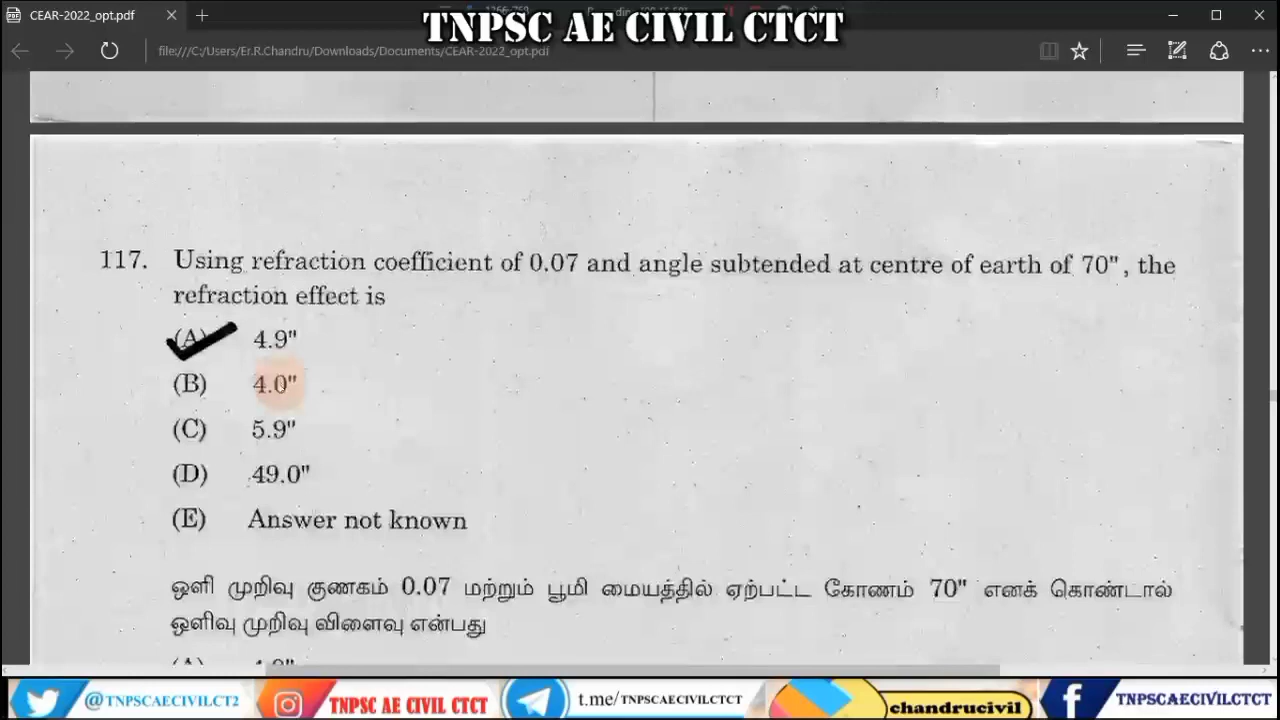 CEAR-2022_opt.pdf
TNPSC AE CIVIL CTCT
file:///C:/Users/Er.R.Chandru/Downloads/Documents/CEAR-2022_opt.pdf
117. Using refraction coefficient of 0.07 and angle subtended at centre of earth of 70", the
refraction effect is
(A) 4.9"
(B) 4.0"
(C) 5.9"
(D) 49.0"
(E) Answer not known
ஒளி முறிவு குணகம் 0.07 மற்றும் பூமி மையத்தில் ஏற்பட்ட கோணம் 70" எனக் கொண்டால்
ஒளிவு முறிவு விளைவு என்பது
@TNPSCAECIVILCT2 TNPSC AE CIVIL CTCT t.me/TNPSCAECIVILCTCT chandrucivil TNPSCAECIVILCTCT